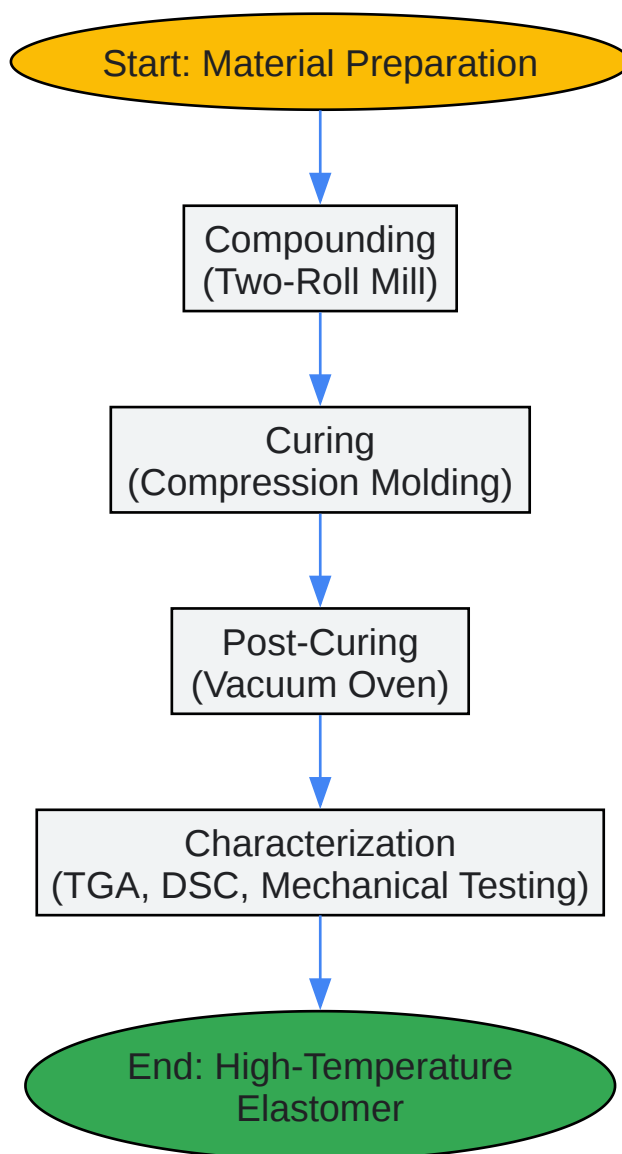 Start: Material Preparation
Compounding
(Two-Roll Mill)
Curing
(Compression Molding)
Post-Curing
(Vacuum Oven)
Characterization
(TGA, DSC, Mechanical Testing)
End: High-Temperature
Elastomer